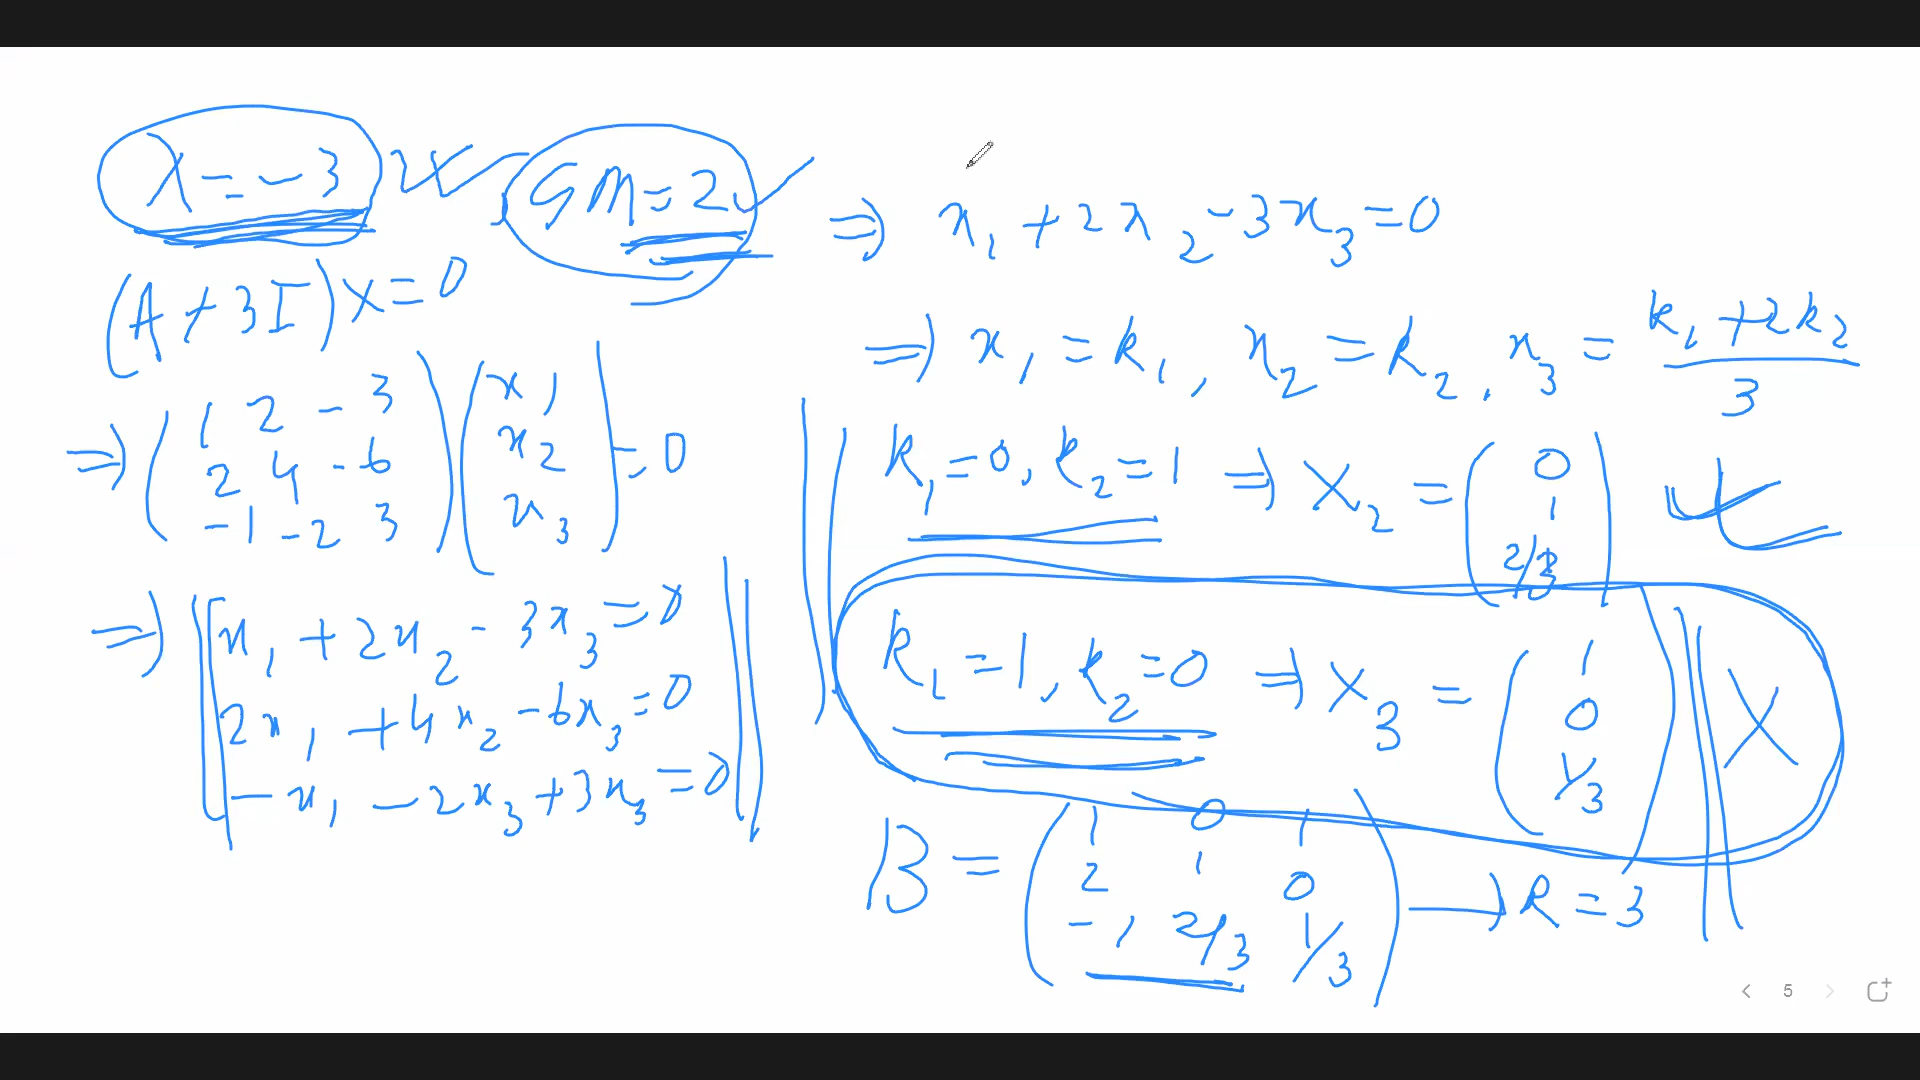 λ = -3
GM = 2
(A + 3I) X = 0
⇒ ( 1 2 -3 ) ( x1 )
( 2 4 -6 ) ( x2 ) = 0
( -1 -2 3 ) ( x3 )
⇒ x1 + 2x2 - 3x3 = 0
2x1 + 4x2 - 6x3 = 0
- x1 - 2x3 + 3x3 = 0
⇒ x1 + 2x2 - 3x3 = 0
⇒ x1 = k1, x2 = k2, x3 = (k1 + 2k2)/3
k1 = 0, k2 = 1 ⇒ X2 = ( 0 1 2/3 )
k1 = 1, k2 = 0 ⇒ X3 = ( 1 0 1/3 ) X
B = ( 1 0 1
2 1 0
-1 2/3 1/3 ) → R = 3
5